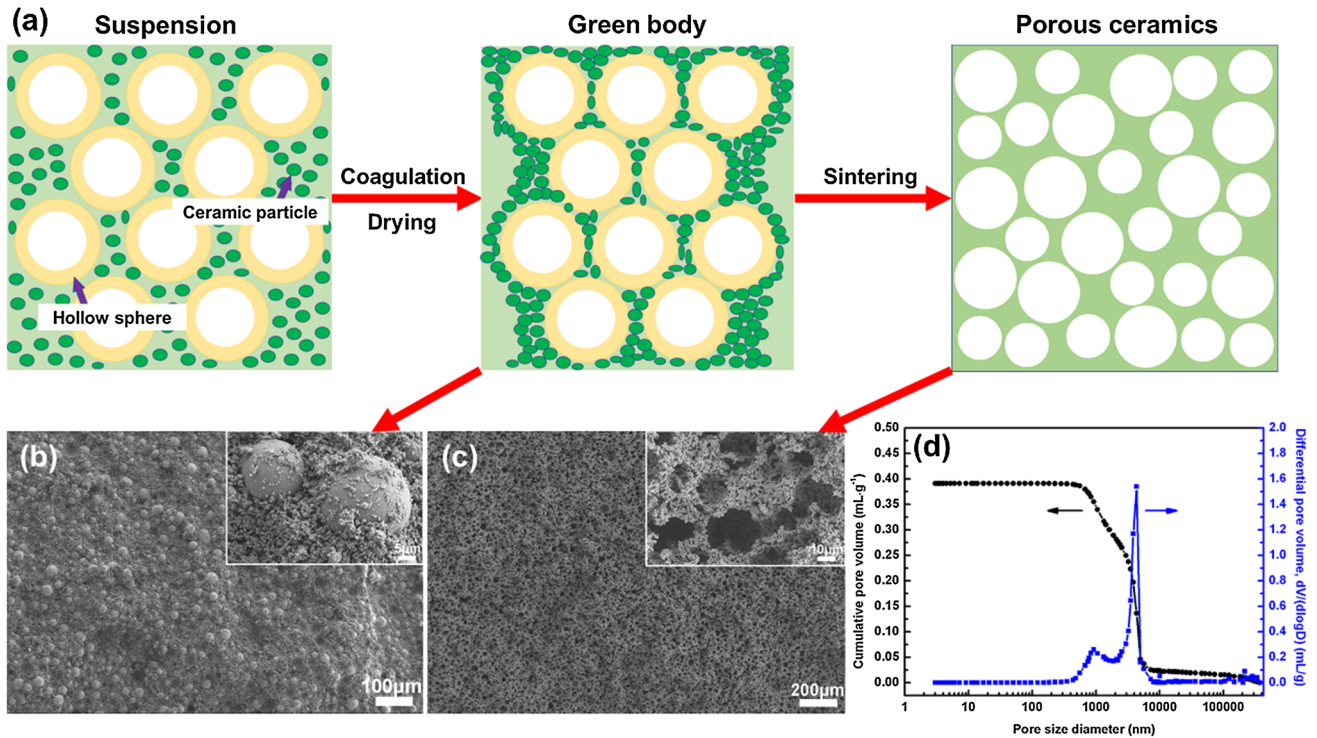 (a)
Suspension
Green body
Porous ceramics
Ceramic particle
Hollow sphere
Coagulation
Drying
Sintering
(b)
5μm
100μm
(c)
10μm
200μm
(d)
Cumulative pore volume (mL·g⁻¹)
0.50
0.45
0.40
0.35
0.30
0.25
0.20
0.15
0.10
0.05
0.00
1
10
100
1000
10000
100000
Pore size diameter (nm)
2.0
1.8
1.6
1.4
1.2
1.0
0.8
0.6
0.4
0.2
0.0
Differential pore volume, dV/(dlogD) (mL/g)